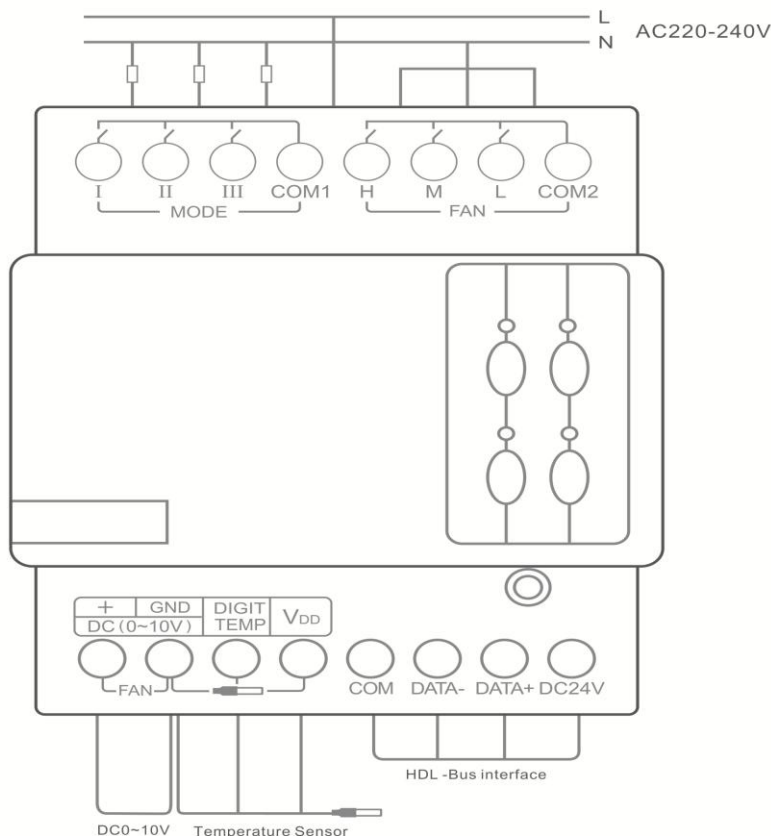 L
N AC220-240V
I II III COM1 H M L COM2
MODE FAN
+ GND DIGIT TEMP VDD
DC (0~10V)
FAN COM DATA- DATA+ DC24V
HDL -Bus interface
DC0~10V Temperature Sensor